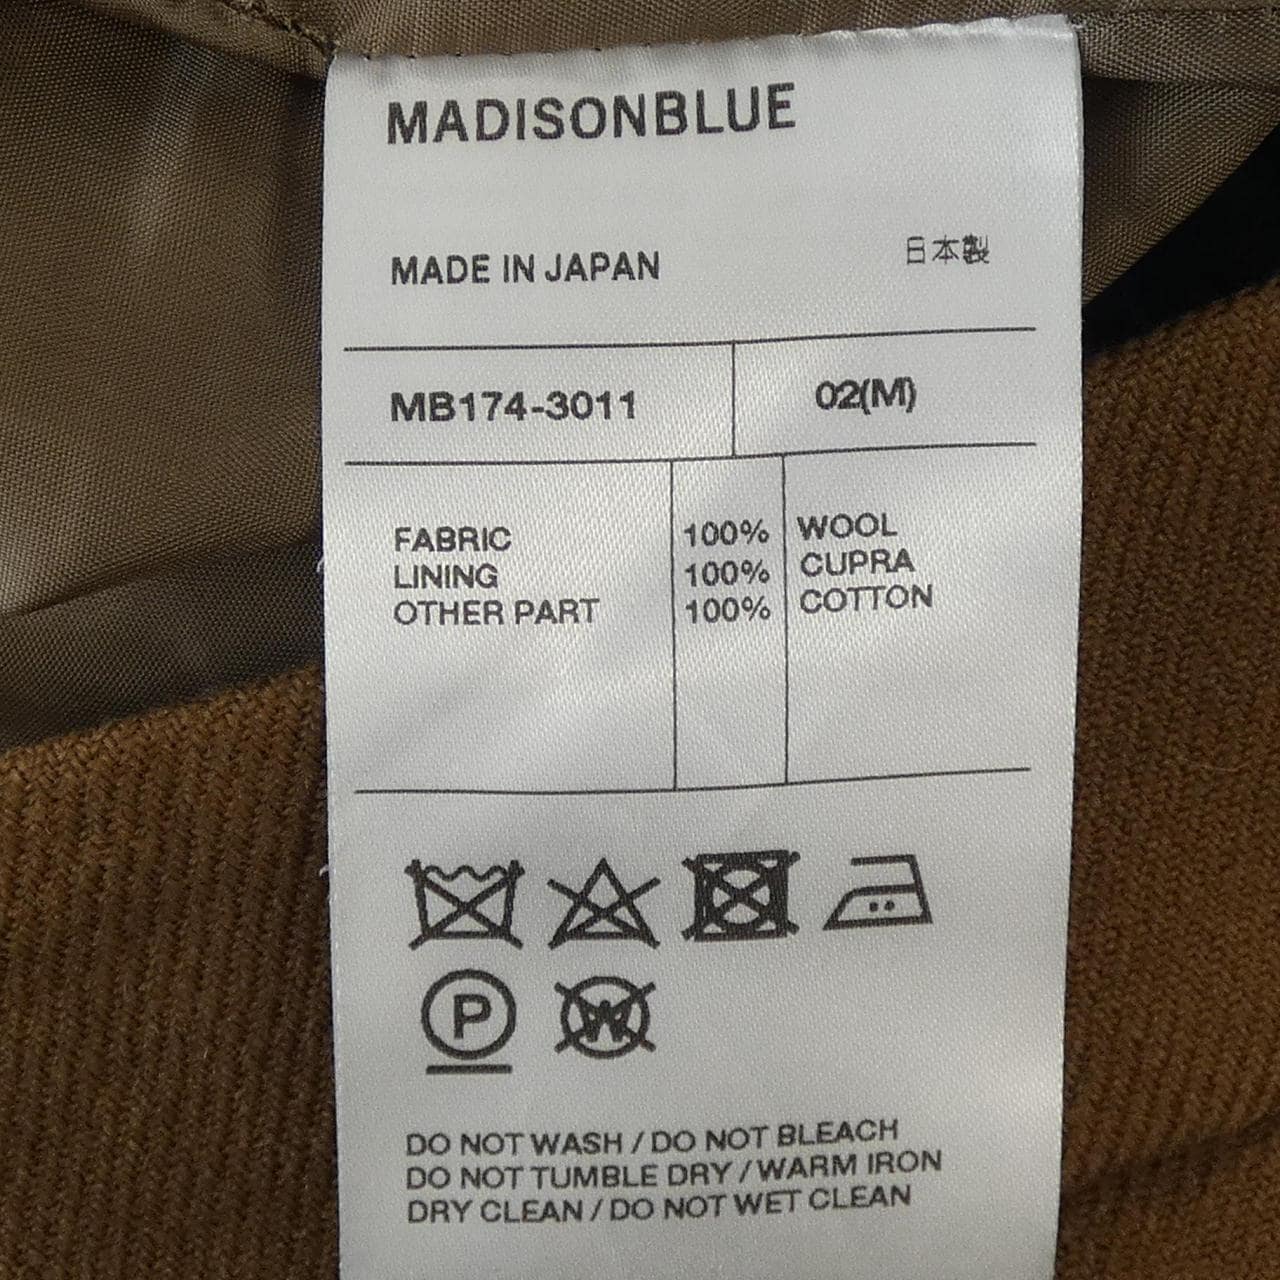 MADISONBLUE
MADE IN JAPAN 日本製
MB174-3011 02(M)
FABRIC 100% WOOL
LINING 100% CUPRA
OTHER PART 100% COTTON
P W
DO NOT WASH / DO NOT BLEACH
DO NOT TUMBLE DRY / WARM IRON
DRY CLEAN / DO NOT WET CLEAN